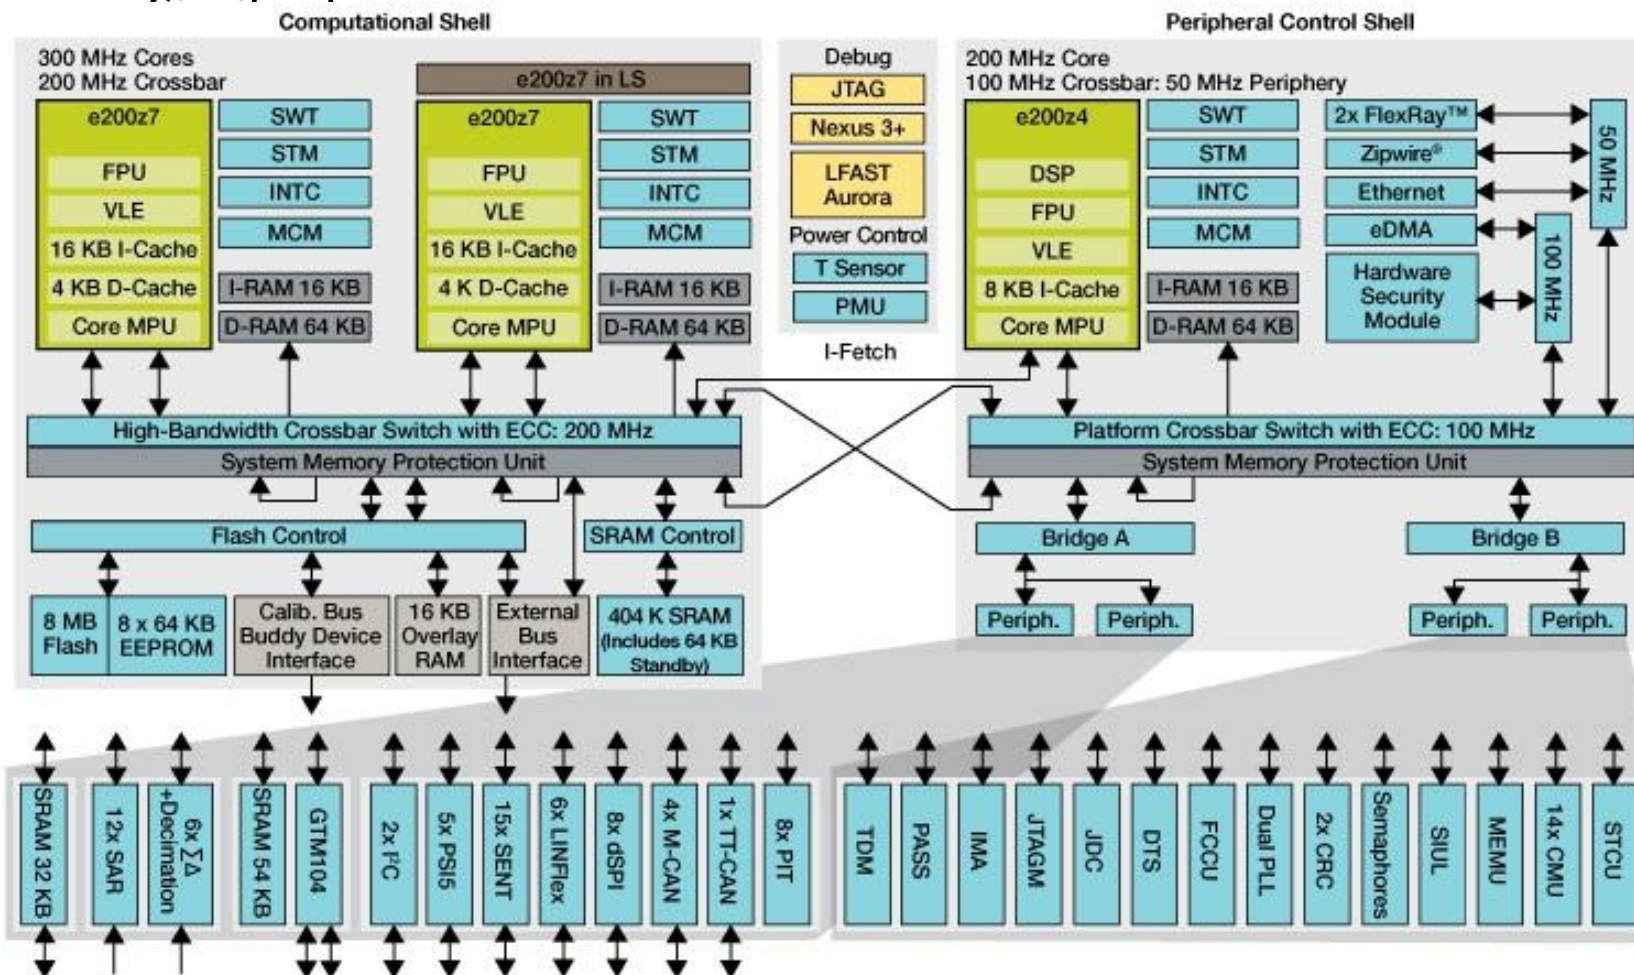 Computational Shell
300 MHz Cores
200 MHz Crossbar
e200z7
FPU
VLE
16 KB I-Cache
4 KB D-Cache
Core MPU
SWT
STM
INTC
MCM
I-RAM 16 KB
D-RAM 64 KB
e200z7 in LS
e200z7
FPU
VLE
16 KB I-Cache
4 K D-Cache
Core MPU
SWT
STM
INTC
MCM
I-RAM 16 KB
D-RAM 64 KB
High-Bandwidth Crossbar Switch with ECC: 200 MHz
System Memory Protection Unit
Flash Control
SRAM Control
8 MB
Flash
8 x 64 KB
EEPROM
Calib. Bus
Buddy Device
Interface
16 KB
Overlay
RAM
External
Bus
Interface
404 K SRAM
(Includes 64 KB
Standby)
Debug
JTAG
Nexus 3+
LFAST
Aurora
Power Control
T Sensor
PMU
I-Fetch
Peripheral Control Shell
200 MHz Core
100 MHz Crossbar: 50 MHz Periphery
e200z4
DSP
FPU
VLE
8 KB I-Cache
Core MPU
SWT
STM
INTC
MCM
I-RAM 16 KB
D-RAM 64 KB
2x FlexRay™
Zipwire®
Ethernet
eDMA
Hardware
Security
Module
50 MHz
100 MHz
Platform Crossbar Switch with ECC: 100 MHz
System Memory Protection Unit
Bridge A
Bridge B
Periph.
Periph.
Periph.
Periph.
SRAM 32 KB
12x SAR
6x ΣΔ
+Decimation
SRAM 54 KB
GTM104
2x I²C
5x PSI5
15x SENT
6x LINFlex
8x dSPI
4x M-CAN
1x TT-CAN
8x PIT
TDM
PASS
IMA
JTAGM
JDC
DTS
FCCU
Dual PLL
2x CRC
Semaphores
SIUL
MEMU
14x CMU
STCU